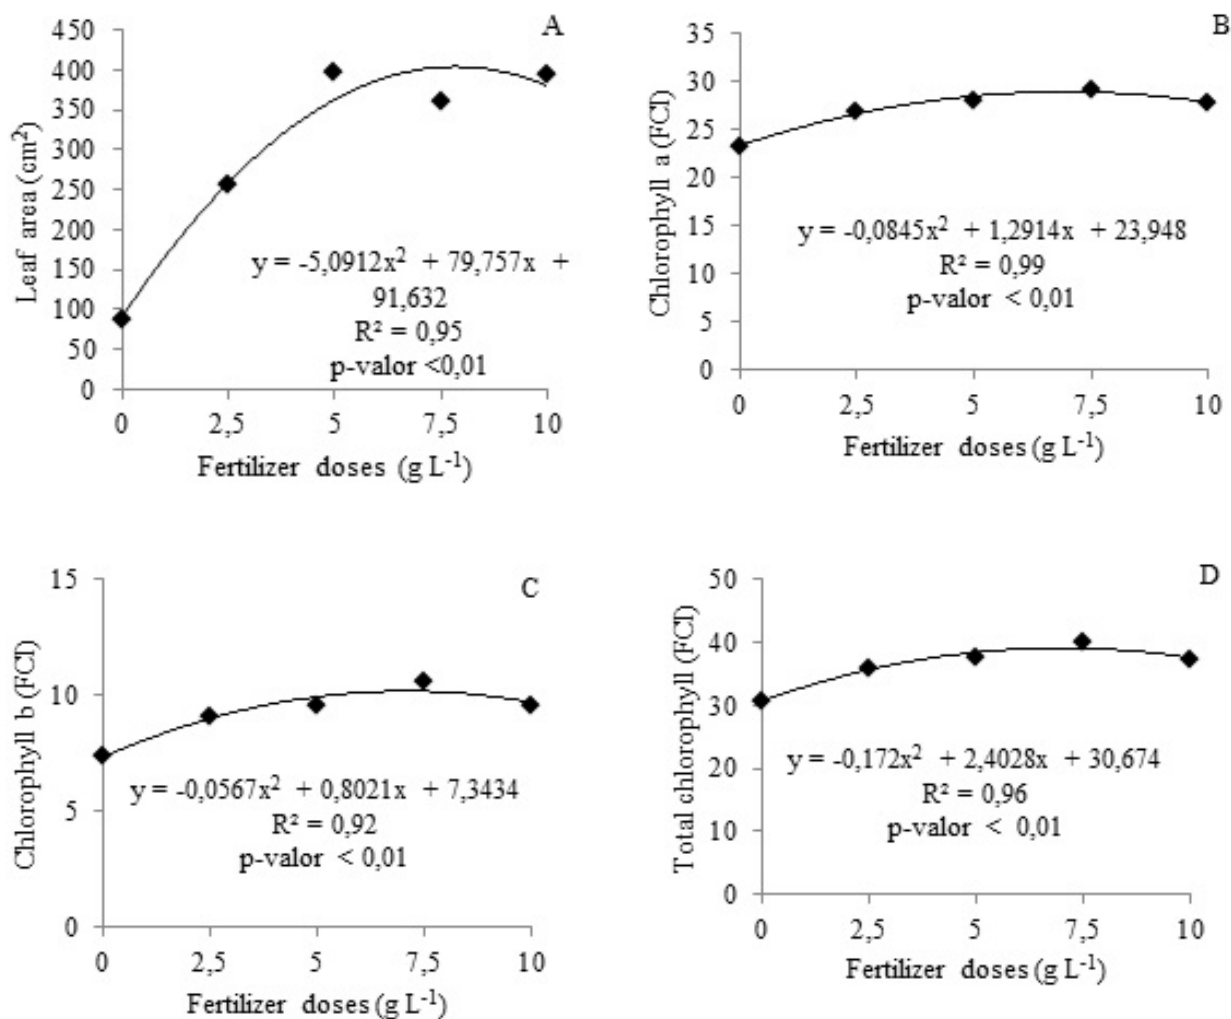 A
Leaf area (cm²)
450
400
350
300
250
200
150
100
50
0
y = -5,0912x² + 79,757x +
91,632
R² = 0,95
p-valor <0,01
0 2,5 5 7,5 10
Fertilizer doses (g L⁻¹)
B
Chlorophyll a (FCI)
35
30
25
20
15
10
5
0
y = -0,0845x² + 1,2914x + 23,948
R² = 0,99
p-valor < 0,01
0 2,5 5 7,5 10
Fertilizer doses (g L⁻¹)
C
Chlorophyll b (FCI)
15
10
5
0
y = -0,0567x² + 0,8021x + 7,3434
R² = 0,92
p-valor < 0,01
0 2,5 5 7,5 10
Fertilizer doses (g L⁻¹)
D
Total chlorophyll (FCI)
50
40
30
20
10
0
y = -0,172x² + 2,4028x + 30,674
R² = 0,96
p-valor < 0,01
0 2,5 5 7,5 10
Fertilizer doses (g L⁻¹)